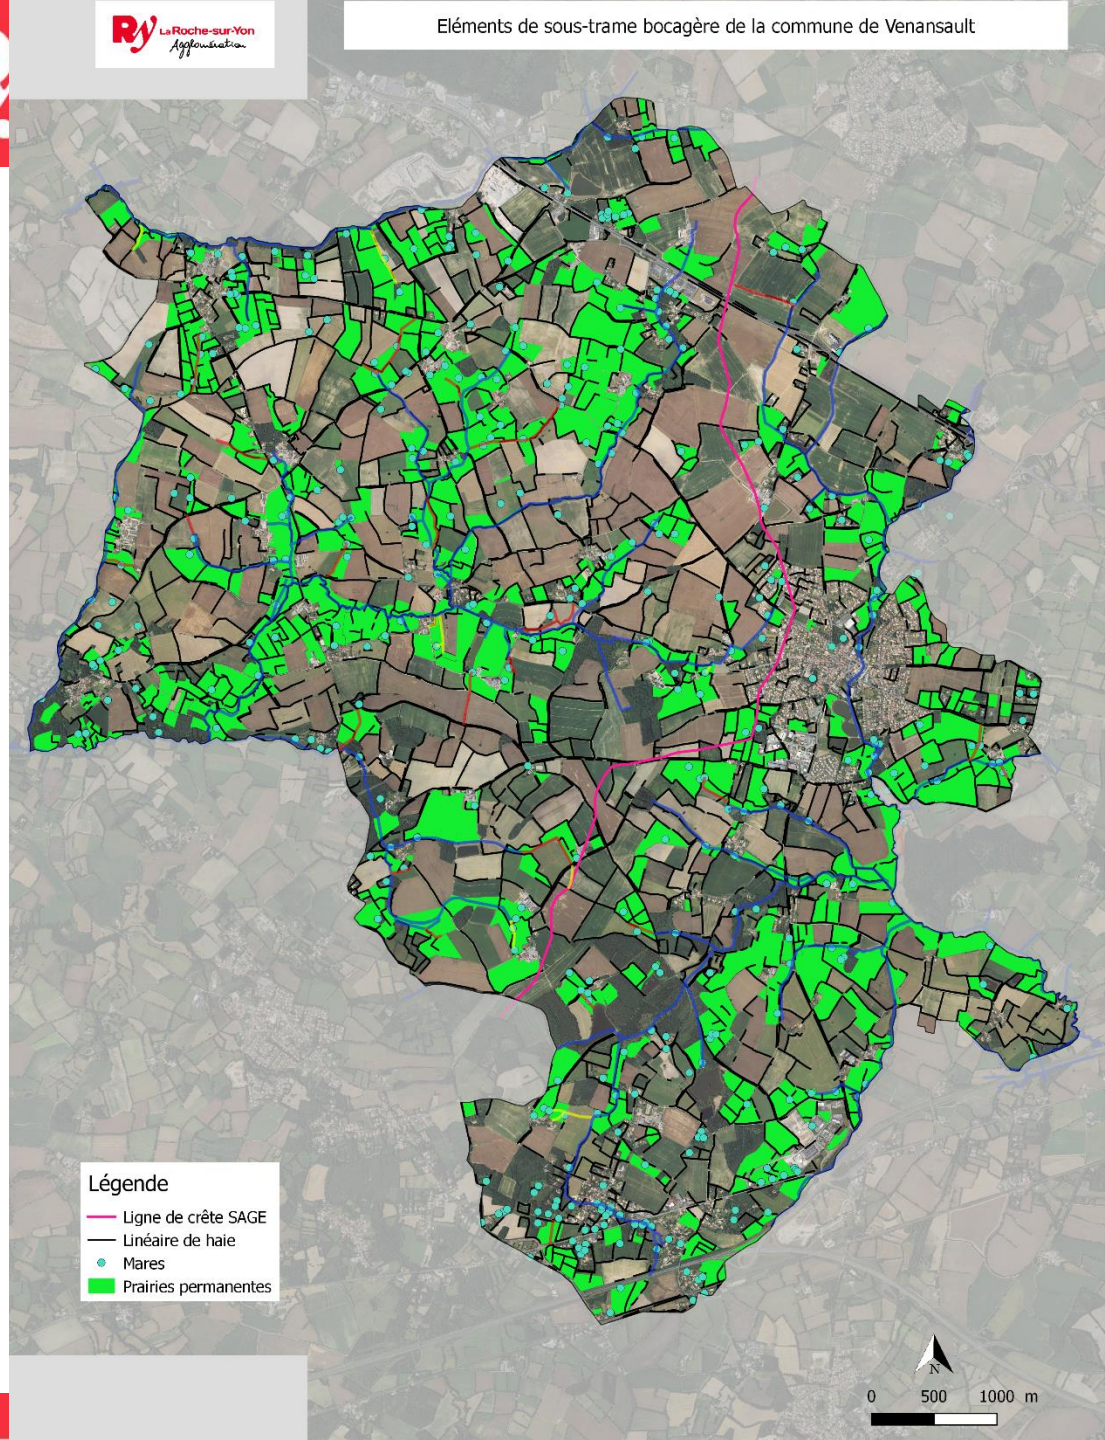 Ry La Roche-sur-Yon
Agglomération
Eléments de sous-trame bocagère de la commune de Venansault
Légende
Ligne de crête SAGE
Linéaire de haie
Mares
Prairies permanentes
N
0 500 1000 m